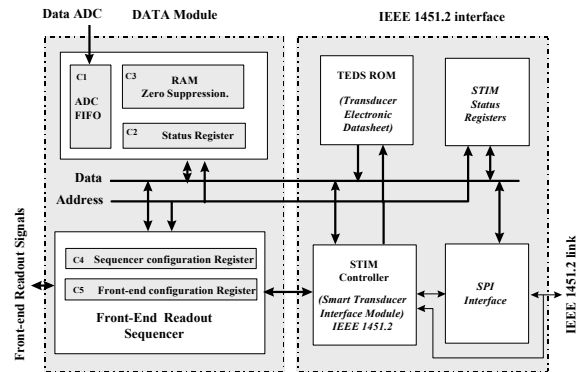 Data ADC
DATA Module
IEEE 1451.2 interface
C1
ADC
FIFO
C3
RAM
Zero Suppression.
C2
Status Register
TEDS ROM
(Transducer
Electronic
Datasheet)
STIM
Status
Registers
Data
Address
Front-end Readout Signals
C4
Sequencer configuration Register
C5
Front-end configuration Register
Front-End Readout
Sequencer
STIM
Controller
(Smart Transducer
Interface Module)
IEEE 1451.2
SPI
Interface
IEEE 1451.2 link